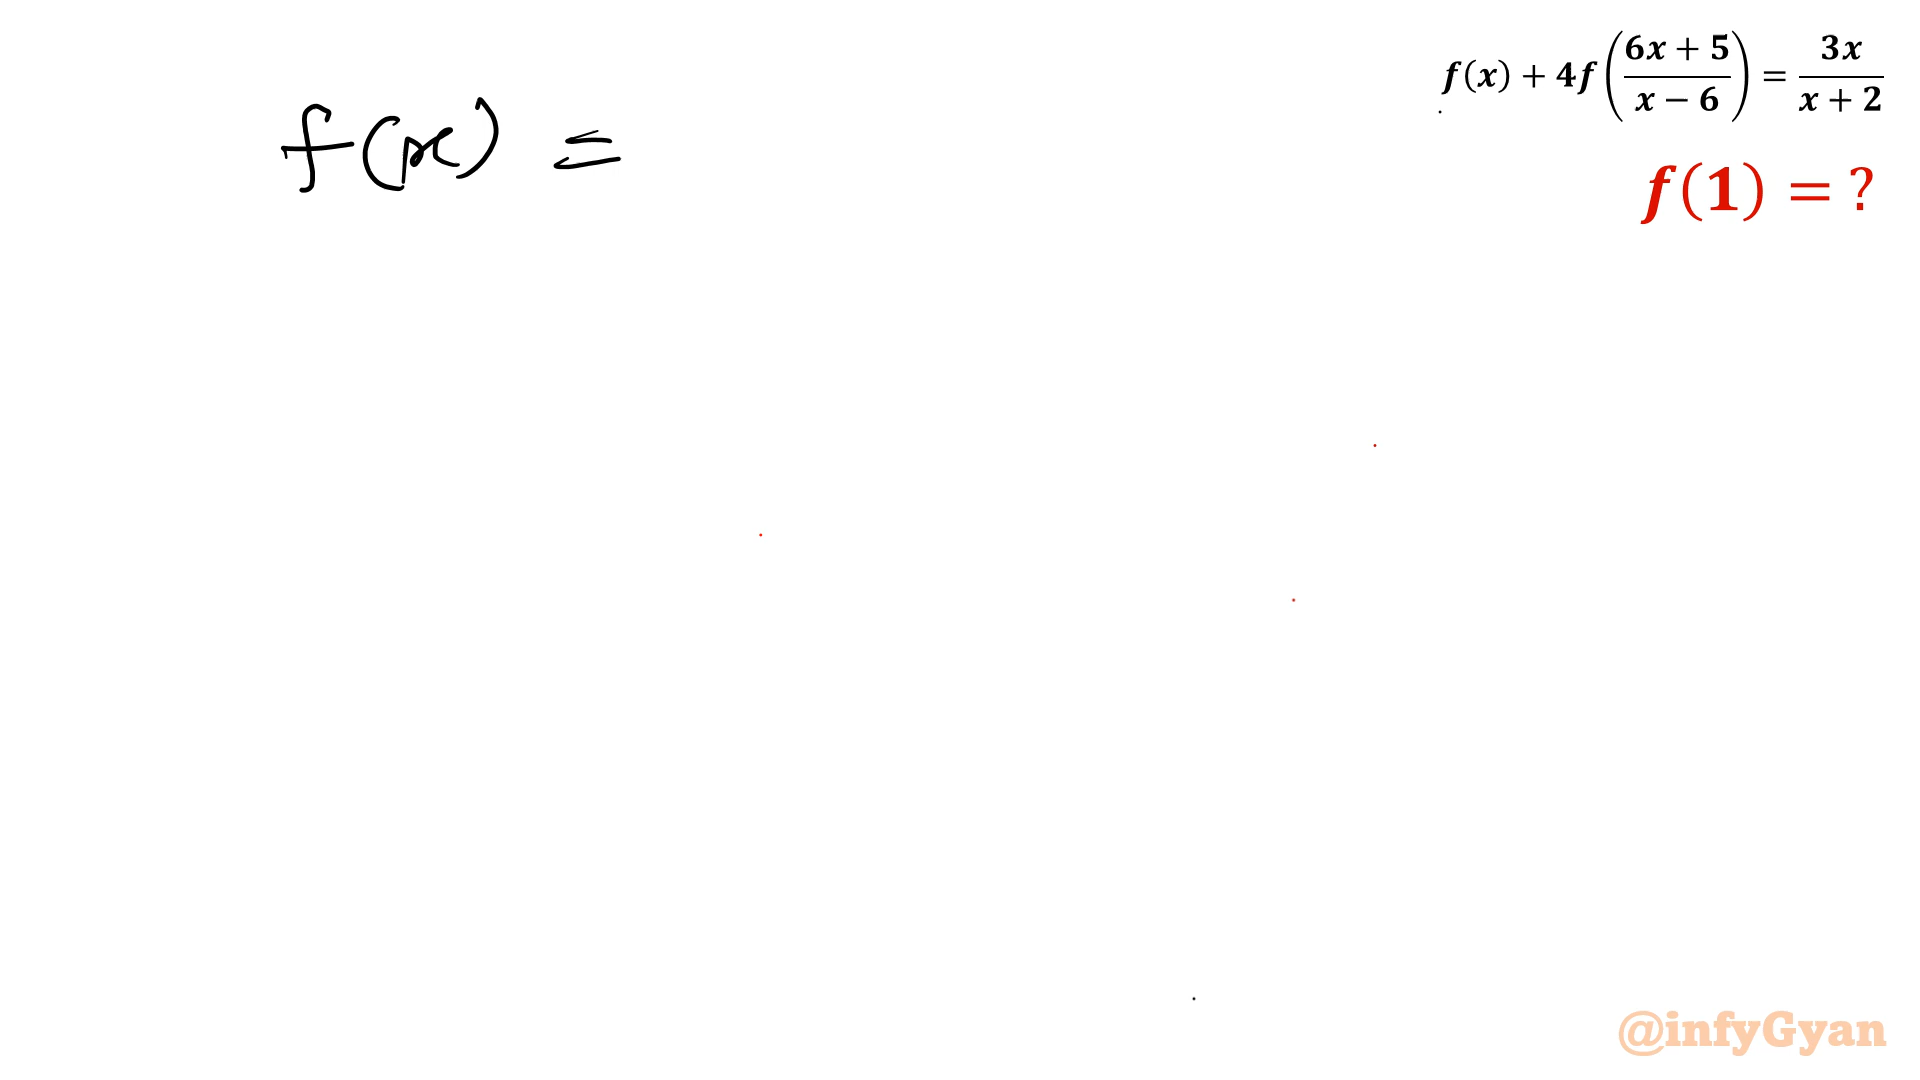 f(x) + 4f((6x + 5)/(x − 6)) = 3x/(x + 2)
f(x) =
f(1) = ?
@infyGyan